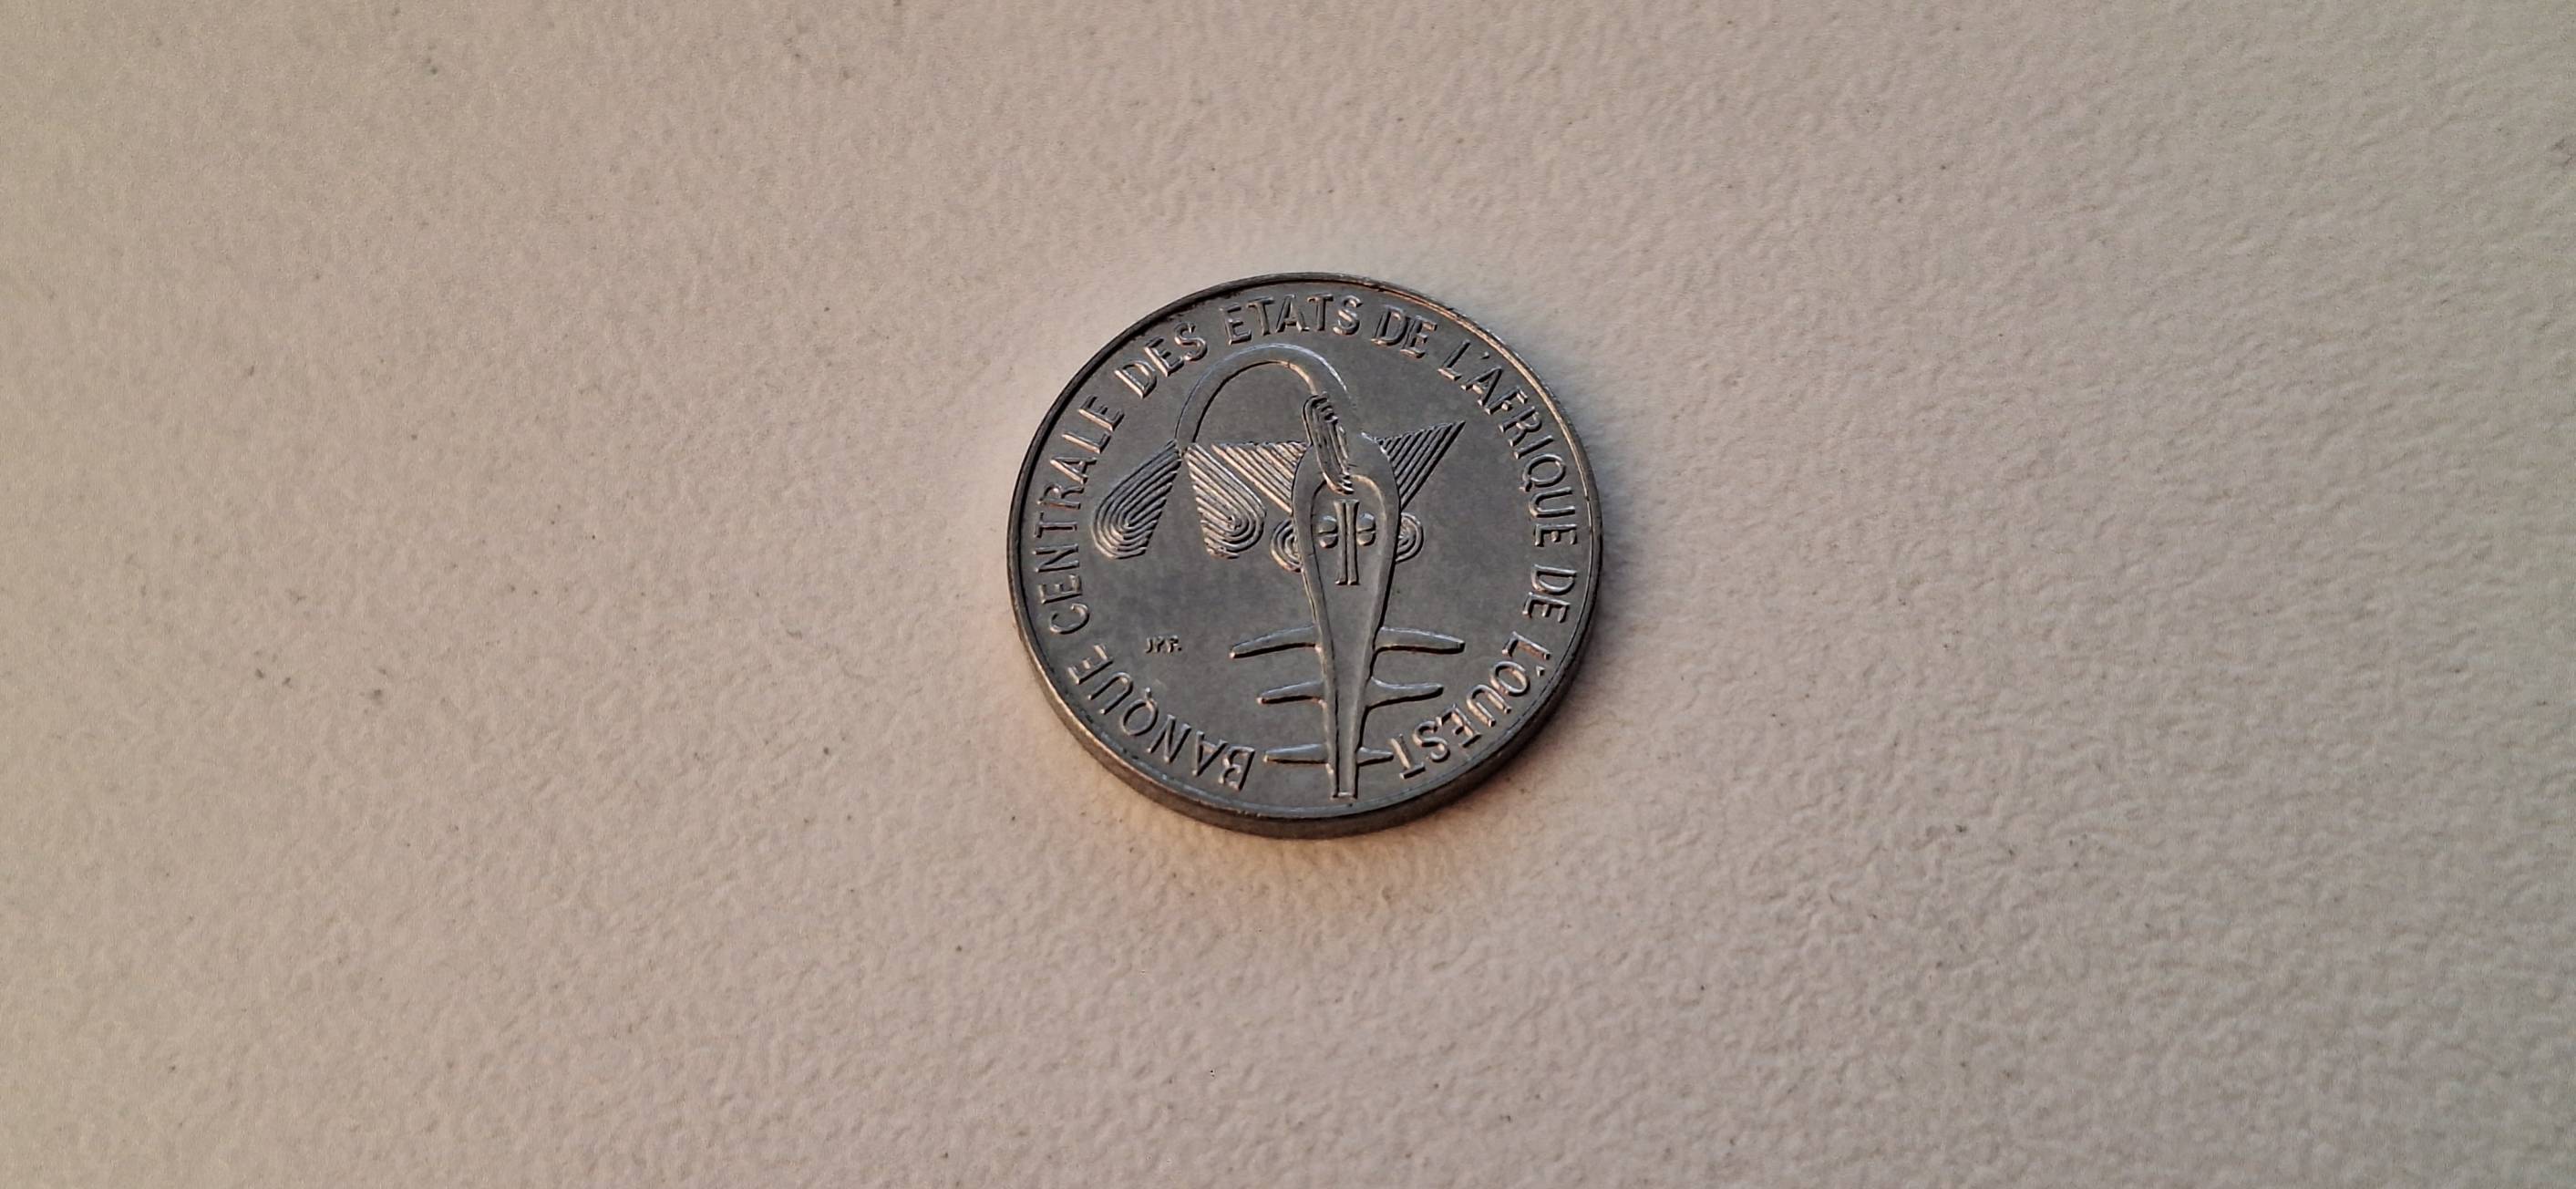 BANQUE CENTRALE DES ETATS DE L'AFRIQUE DE L'OUEST